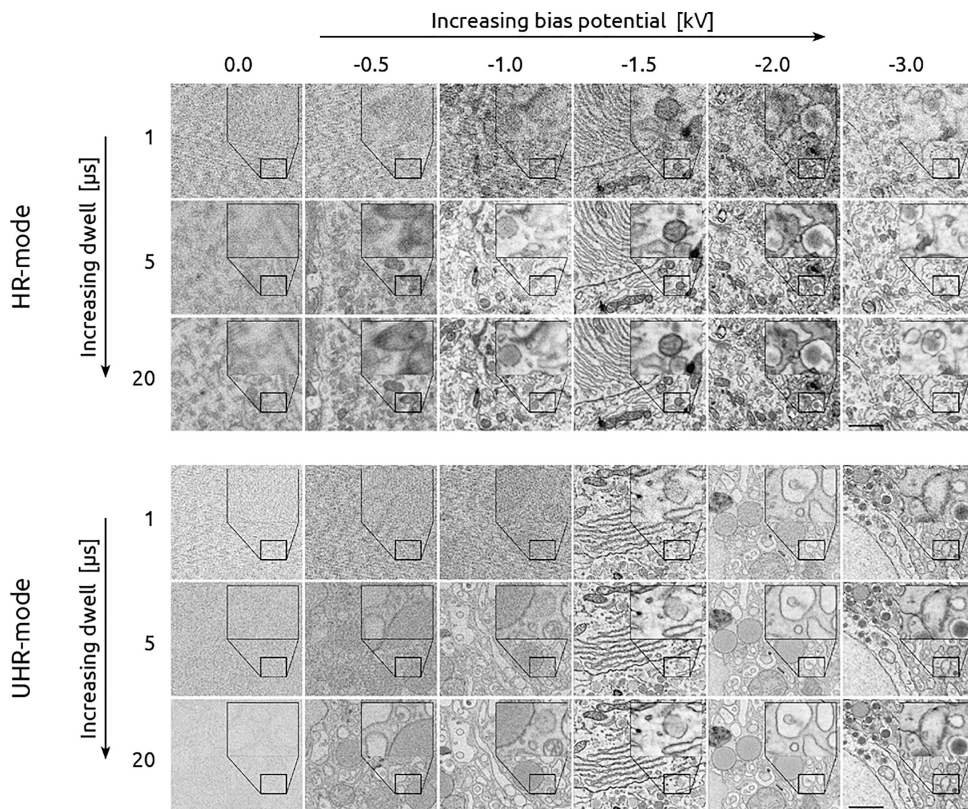 Increasing bias potential [kV]
0.0 -0.5 -1.0 -1.5 -2.0 -3.0
HR-mode
Increasing dwell [µs]
1
5
20
UHR-mode
Increasing dwell [µs]
1
5
20